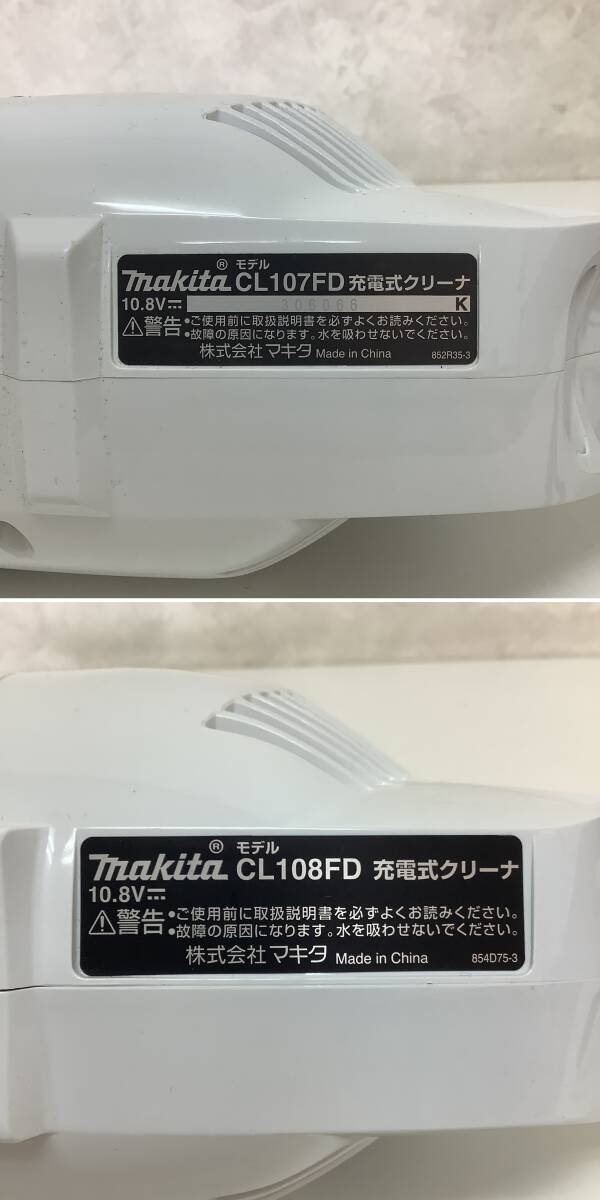 makita® モデル CL107FD 充電式クリーナ
10.8V⎓ 306066 K
⚠警告 •ご使用前に取扱説明書を必ずよくお読みください。
•故障の原因になります。水を吸わせないでください。
株式会社 マキタ Made in China 852R35-3
makita® モデル CL108FD 充電式クリーナ
10.8V⎓
⚠警告 •ご使用前に取扱説明書を必ずよくお読みください。
•故障の原因になります。水を吸わせないでください。
株式会社 マキタ Made in China 854D75-3